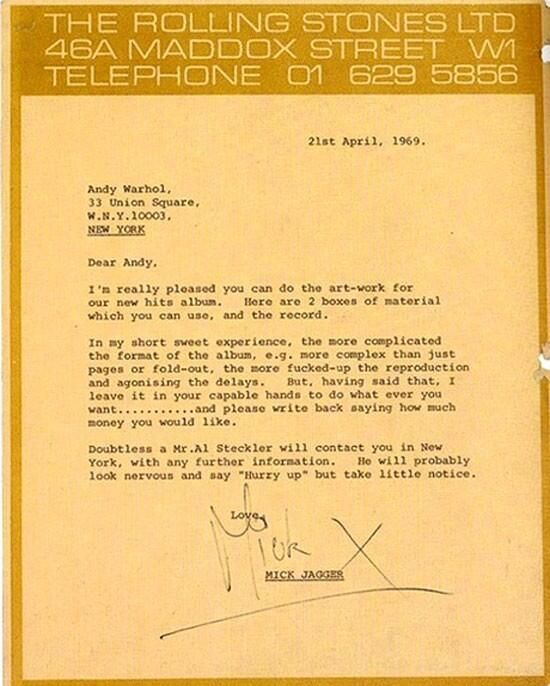 THE ROLLING STONES LTD
46A MADDOX STREET W1
TELEPHONE 01 629 5856
21st April, 1969.
Andy Warhol,
33 Union Square,
W.N.Y.10003,
NEW YORK
Dear Andy,
I'm really pleased you can do the art-work for
our new hits album. Here are 2 boxes of material
which you can use, and the record.
In my short sweet experience, the more complicated
the format of the album, e.g. more complex than just
pages or fold-out, the more fucked-up the reproduction
and agonising the delays. But, having said that, I
leave it in your capable hands to do what ever you
want...........and please write back saying how much
money you would like.
Doubtless a Mr.Al Steckler will contact you in New
York, with any further information. He will probably
look nervous and say "Hurry up" but take little notice.
Love,
Mick X
MICK JAGGER